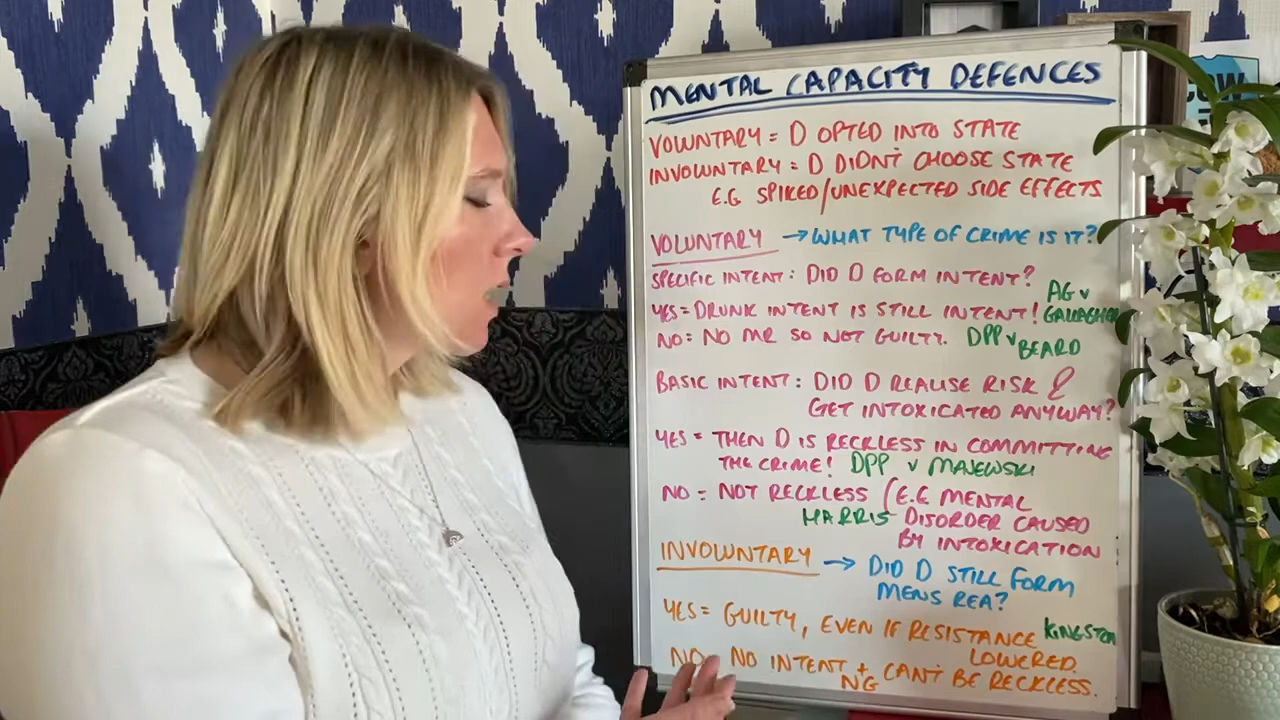 MENTAL CAPACITY DEFENCES
VOLUNTARY = D OPTED INTO STATE
INVOLUNTARY = D DIDN'T CHOOSE STATE
E.G SPIKED/UNEXPECTED SIDE EFFECTS
VOLUNTARY → WHAT TYPE OF CRIME IS IT?
SPECIFIC INTENT: DID D FORM INTENT?
YES = DRUNK INTENT IS STILL INTENT! AG v GALLAGHER
NO = NO MR SO NOT GUILTY. DPP v BEARD
BASIC INTENT: DID D REALISE RISK &
GET INTOXICATED ANYWAY?
YES = THEN D IS RECKLESS IN COMMITTING
THE CRIME! DPP v MAJEWSKI
NO = NOT RECKLESS (E.G MENTAL
HARRIS DISORDER CAUSED
BY INTOXICATION
INVOLUNTARY → DID D STILL FORM
MENS REA?
YES = GUILTY, EVEN IF RESISTANCE KINGSTON
LOWERED.
NO = NO INTENT + CAN'T BE RECKLESS.
NG